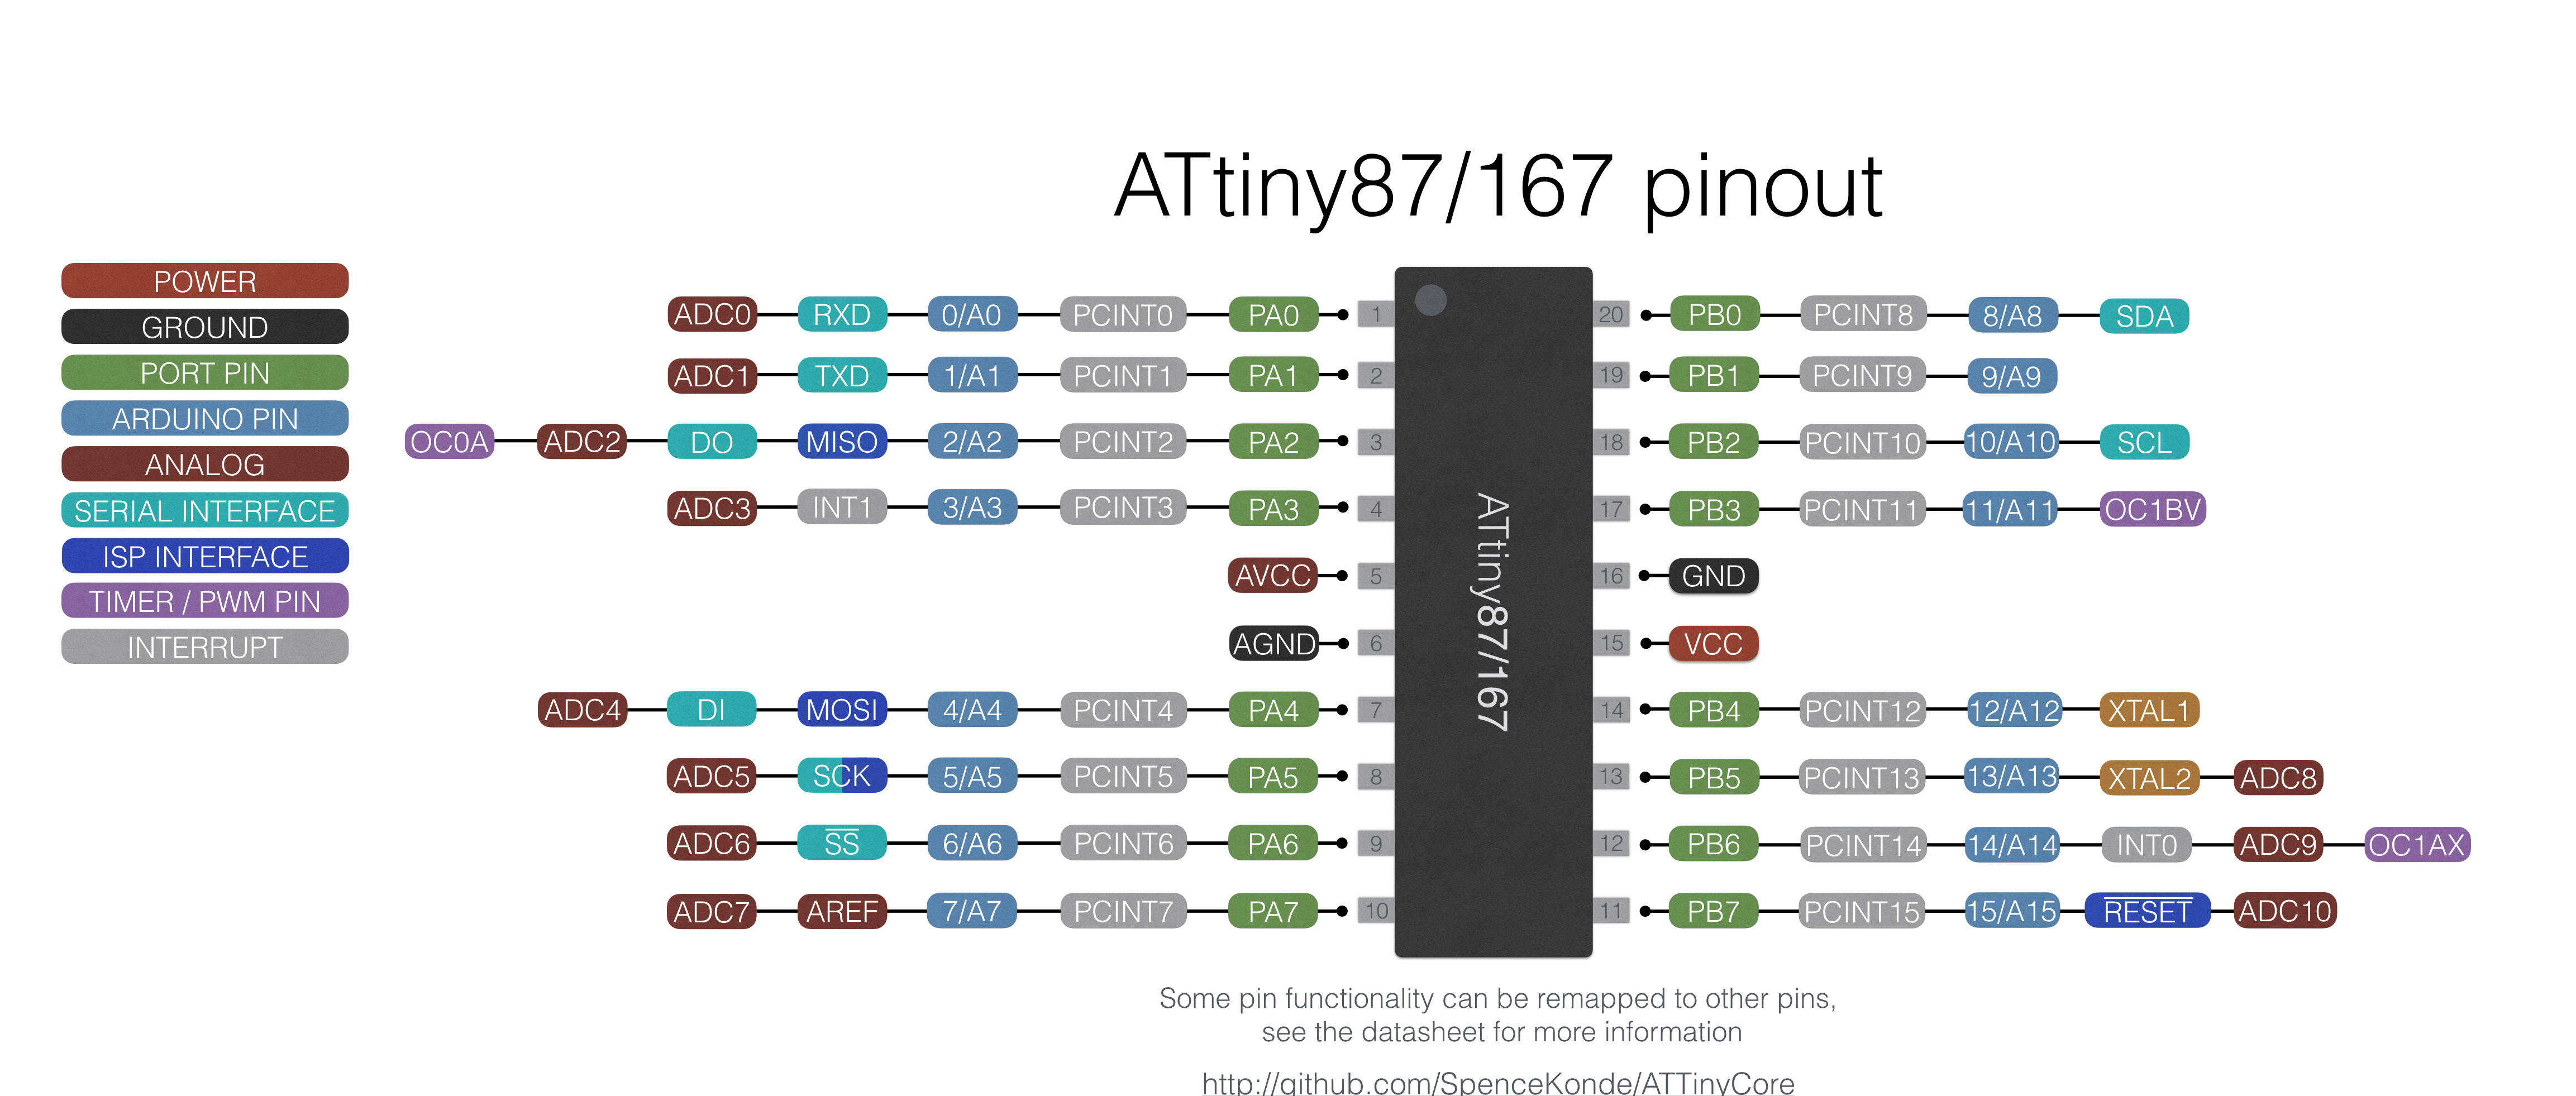 ATtiny87/167 pinout
POWER
GROUND
PORT PIN
ARDUINO PIN
ANALOG
SERIAL INTERFACE
ISP INTERFACE
TIMER / PWM PIN
INTERRUPT
ADC0 RXD 0/A0 PCINT0 PA0 1 20 PB0 PCINT8 8/A8 SDA
ADC1 TXD 1/A1 PCINT1 PA1 2 19 PB1 PCINT9 9/A9
OC0A ADC2 DO MISO 2/A2 PCINT2 PA2 3 18 PB2 PCINT10 10/A10 SCL
ADC3 INT1 3/A3 PCINT3 PA3 4 17 PB3 PCINT11 11/A11 OC1BV
AVCC 5 16 GND
AGND 6 15 VCC
ADC4 DI MOSI 4/A4 PCINT4 PA4 7 14 PB4 PCINT12 12/A12 XTAL1
ADC5 SCK 5/A5 PCINT5 PA5 8 13 PB5 PCINT13 13/A13 XTAL2 ADC8
ADC6 SS 6/A6 PCINT6 PA6 9 12 PB6 PCINT14 14/A14 INT0 ADC9 OC1AX
ADC7 AREF 7/A7 PCINT7 PA7 10 11 PB7 PCINT15 15/A15 RESET ADC10
ATtiny87/167
Some pin functionality can be remapped to other pins,
see the datasheet for more information
http://github.com/SpenceKonde/ATTinyCore